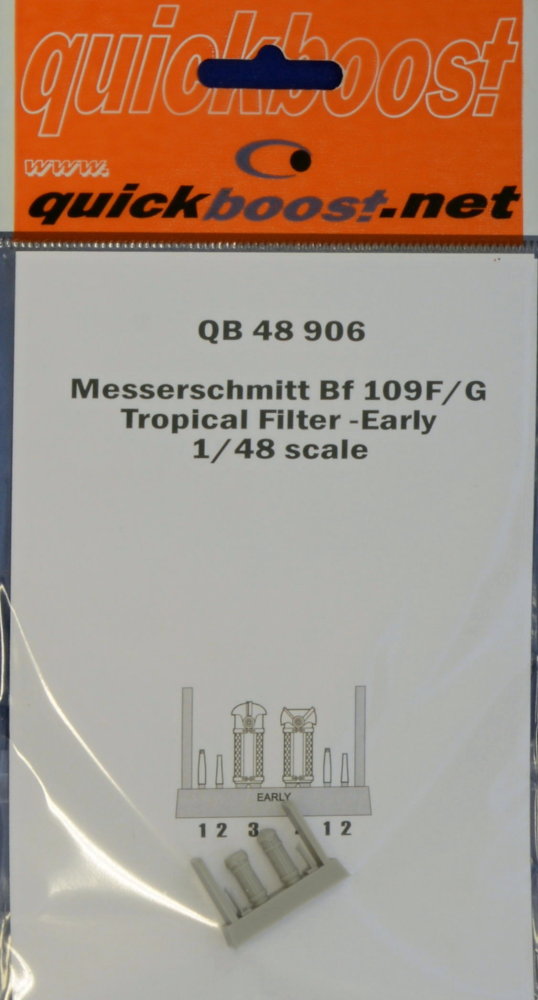 quickboost
www.
quickboost.net
QB 48 906
Messerschmitt Bf 109F/G
Tropical Filter -Early
1/48 scale
EARLY
1 2 3 1 2